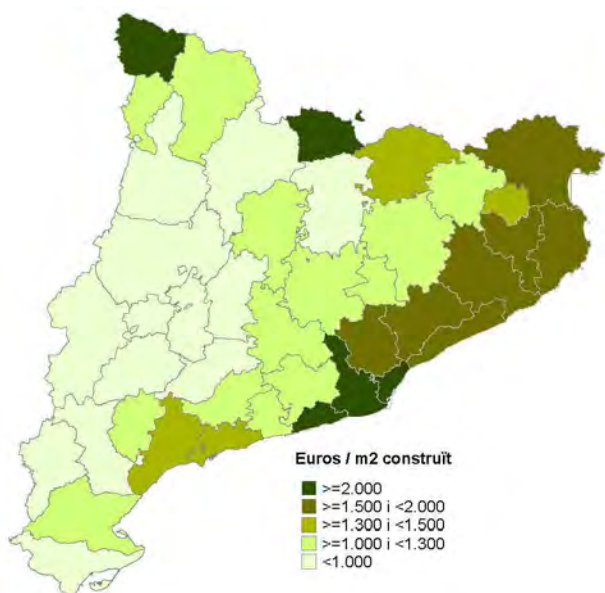 Euros / m2 construït
>=2.000
>=1.500 i <2.000
>=1.300 i <1.500
>=1.000 i <1.300
<1.000